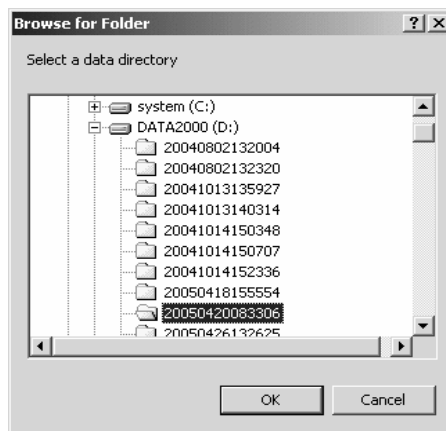 Browse for Folder
Select a data directory
system (C:)
DATA2000 (D:)
20040802132004
20040802132320
20041013135927
20041013140314
20041014150348
20041014150707
20041014152336
20050418155554
20050420083306
20050426132625
OK
Cancel